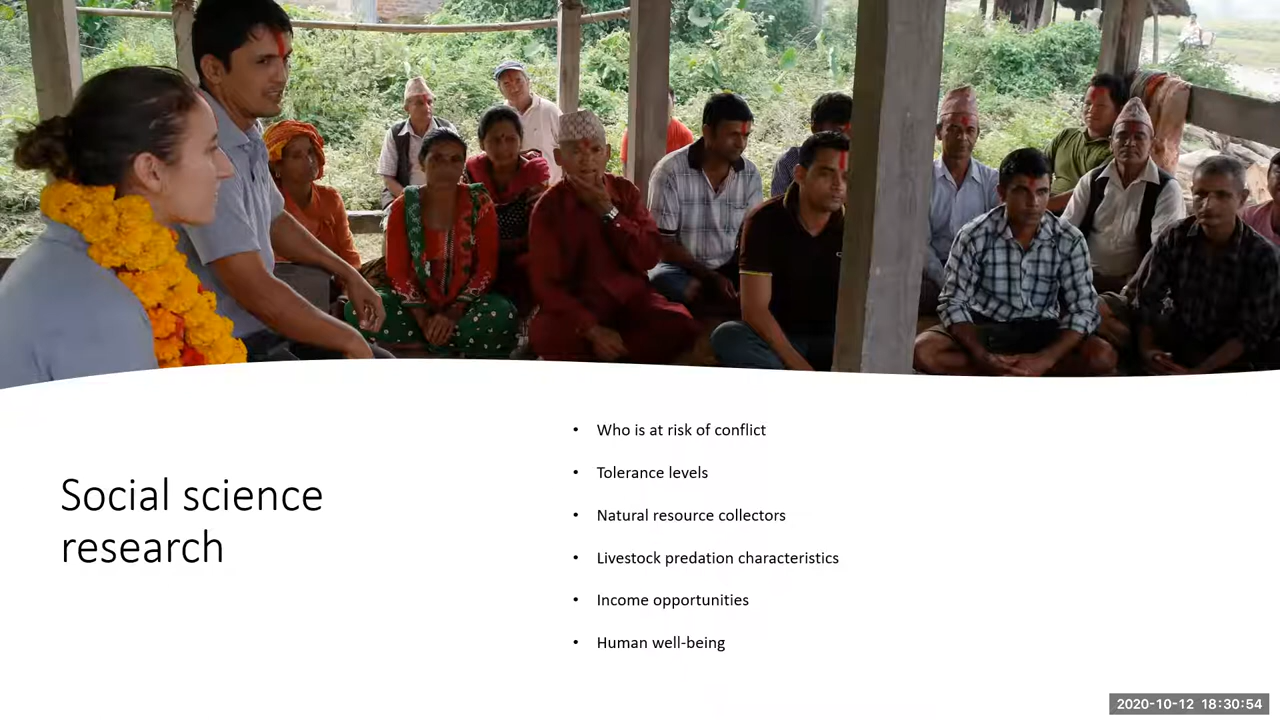 Social science
research
• Who is at risk of conflict
• Tolerance levels
• Natural resource collectors
• Livestock predation characteristics
• Income opportunities
• Human well-being
2020-10-12 18:30:54